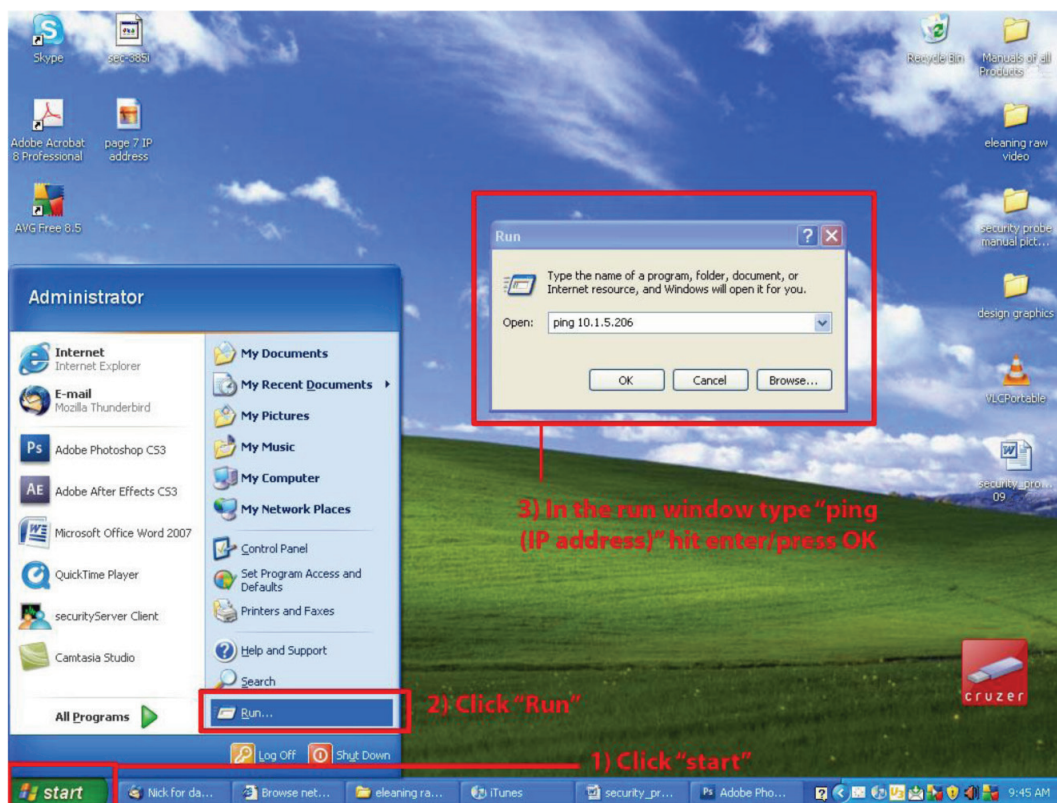 Skype
sec-385i
Adobe Acrobat
8 Professional
page 7 IP
address
AVG Free 8.5
Recycle Bin
Manuals of all
Products
eleaning raw
video
security probe
manual pict...
design graphics
VLCPortable
security_pro...
09
Run
Type the name of a program, folder, document, or
Internet resource, and Windows will open it for you.
Open:
ping 10.1.5.206
OK
Cancel
Browse...
3) In the run window type "ping
(IP address)" hit enter/press OK
Administrator
Internet
Internet Explorer
E-mail
Mozilla Thunderbird
Ps
Adobe Photoshop CS3
AE
Adobe After Effects CS3
Microsoft Office Word 2007
QuickTime Player
securityServer Client
Camtasia Studio
All Programs
My Documents
My Recent Documents
My Pictures
My Music
My Computer
My Network Places
Control Panel
Set Program Access and
Defaults
Printers and Faxes
Help and Support
Search
Run...
2) Click "Run"
Log Off
Shut Down
cruzer
1) Click "start"
start
Nick for da...
Browse net...
eleaning ra...
iTunes
security_pr...
Ps
Adobe Pho...
9:45 AM